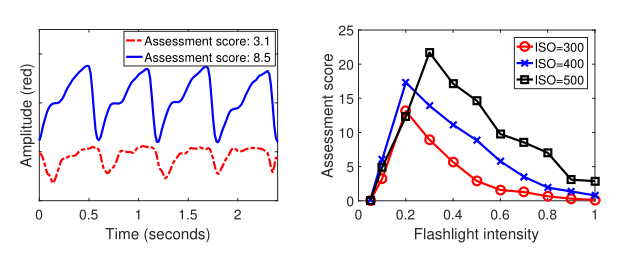 Assessment score: 3.1
Assessment score: 8.5
Amplitude (red)
0
0.5
1
1.5
2
Time (seconds)
25
20
15
10
5
0
Assessment score
ISO=300
ISO=400
ISO=500
0
0.2
0.4
0.6
0.8
1
Flashlight intensity